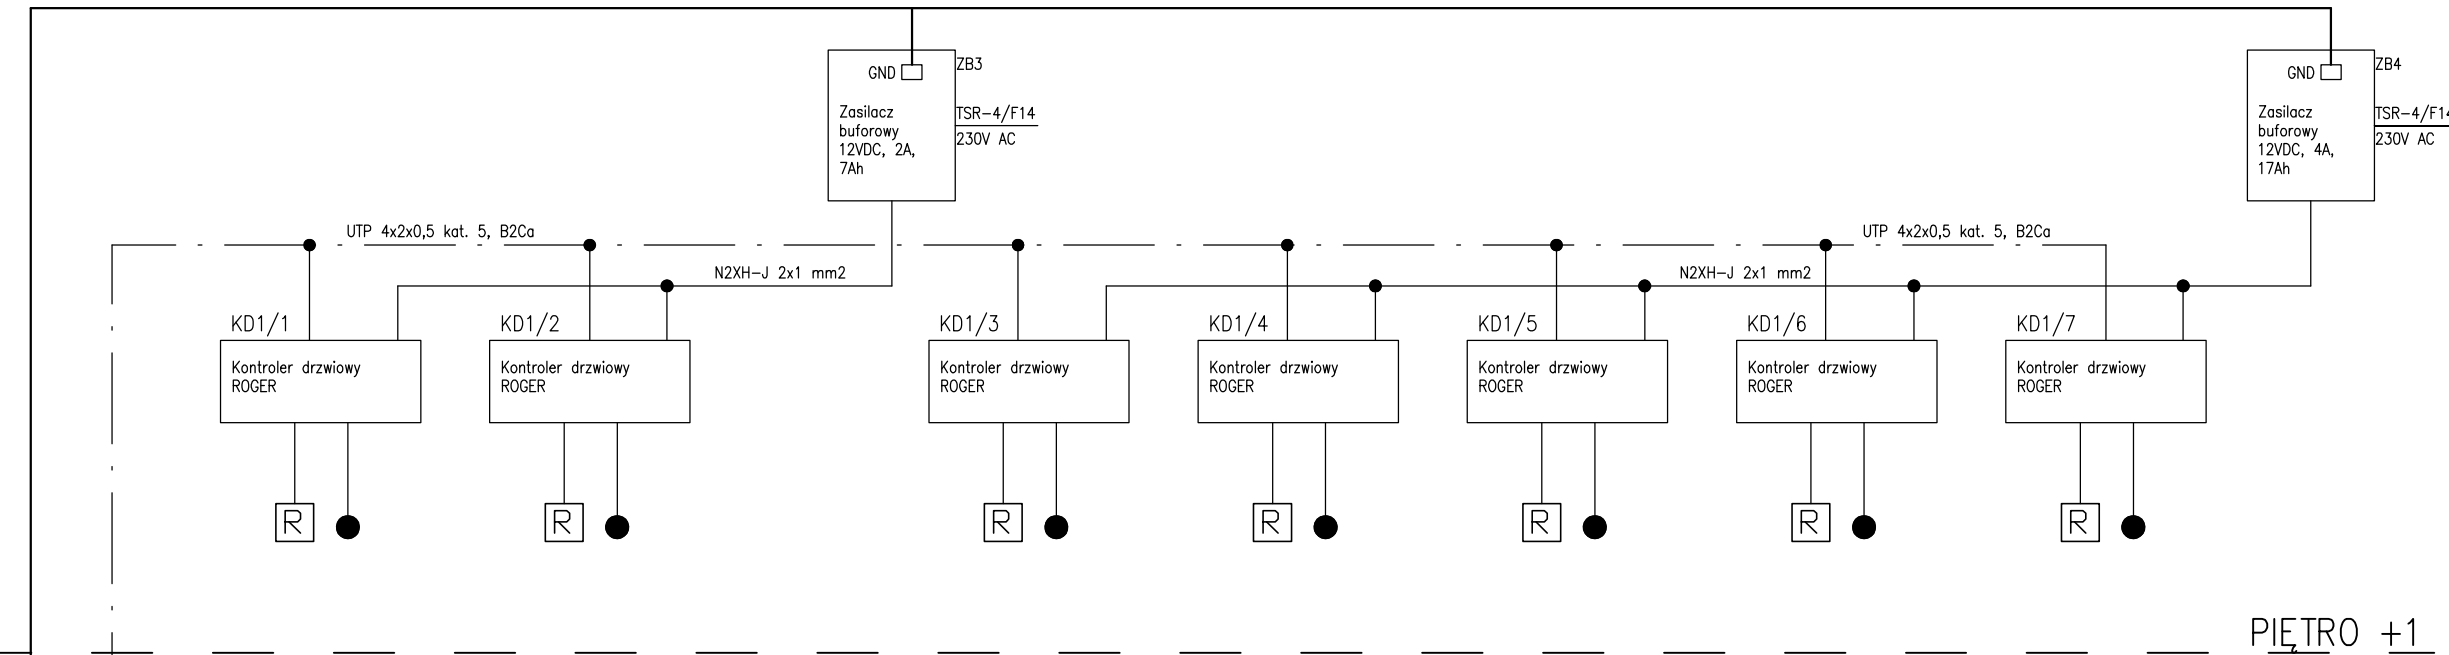 GND
ZB3
Zasilacz
buforowy
12VDC, 2A,
7Ah
TSR-4/F14
230V AC
GND
ZB4
Zasilacz
buforowy
12VDC, 4A,
17Ah
TSR-4/F14
230V AC
UTP 4x2x0,5 kat. 5, B2Ca
UTP 4x2x0,5 kat. 5, B2Ca
N2XH-J 2x1 mm2
N2XH-J 2x1 mm2
KD1/1
Kontroler drzwiowy
ROGER
R
KD1/2
Kontroler drzwiowy
ROGER
R
KD1/3
Kontroler drzwiowy
ROGER
R
KD1/4
Kontroler drzwiowy
ROGER
R
KD1/5
Kontroler drzwiowy
ROGER
R
KD1/6
Kontroler drzwiowy
ROGER
R
KD1/7
Kontroler drzwiowy
ROGER
R
PIĘTRO +1